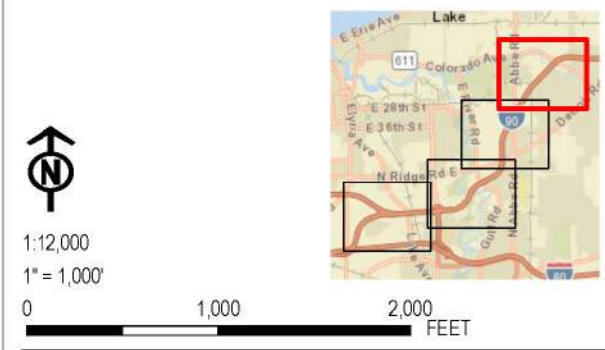 Lake
E Erie Ave
Abbe Rd
611
Colorado Ave
E 28th St
E River Rd
Detroit Rd
Elyria Ave
E 36th St
90
N Ridge Rd E
N Abbe Rd
Gulf Rd
Lake Ave
80
N
1:12,000
1" = 1,000'
0 1,000 2,000
FEET